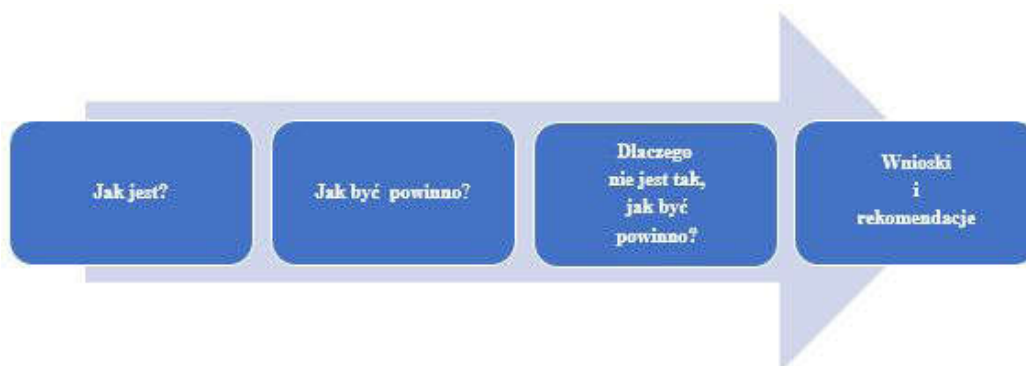 Jak jest?
Jak być powinno?
Dlaczego
nie jest tak,
jak być
powinno?
Wnioski
i
rekomendacje